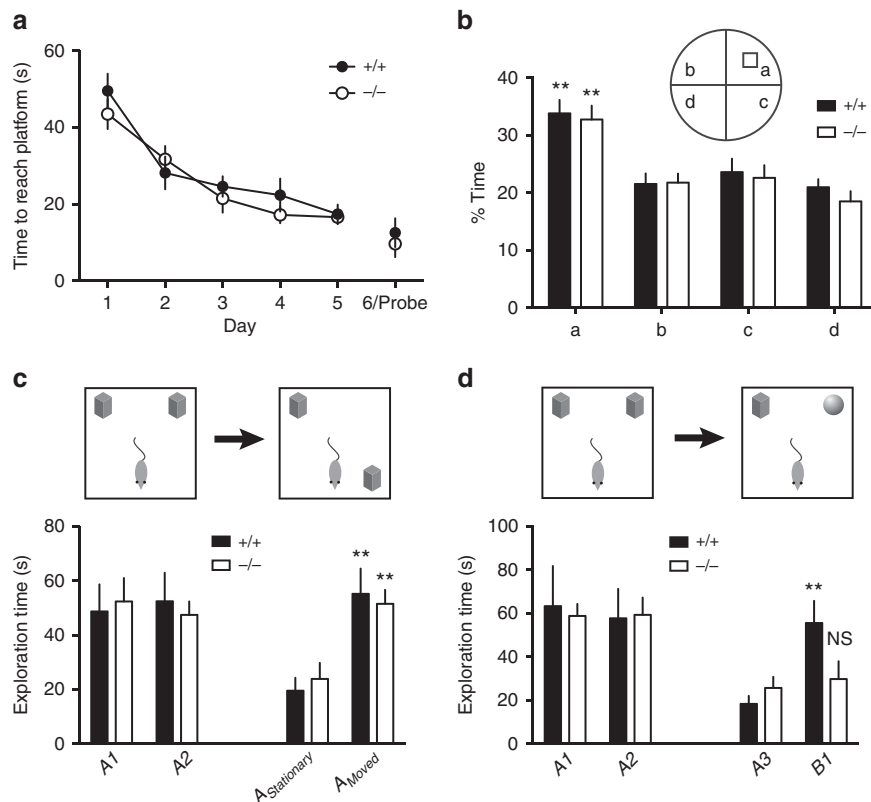 a
Time to reach platform (s)
60
40
20
0
+/+
–/–
1 2 3 4 5 6/Probe
Day
b
% Time
40
30
20
10
0
** **
b a
d c
+/+
–/–
a b c d
c
Exploration time (s)
80
60
40
20
0
+/+
–/–
**
**
A1 A2 AStationary AMoved
d
Exploration time (s)
100
80
60
40
20
0
+/+
–/–
**
NS
A1 A2 A3 B1